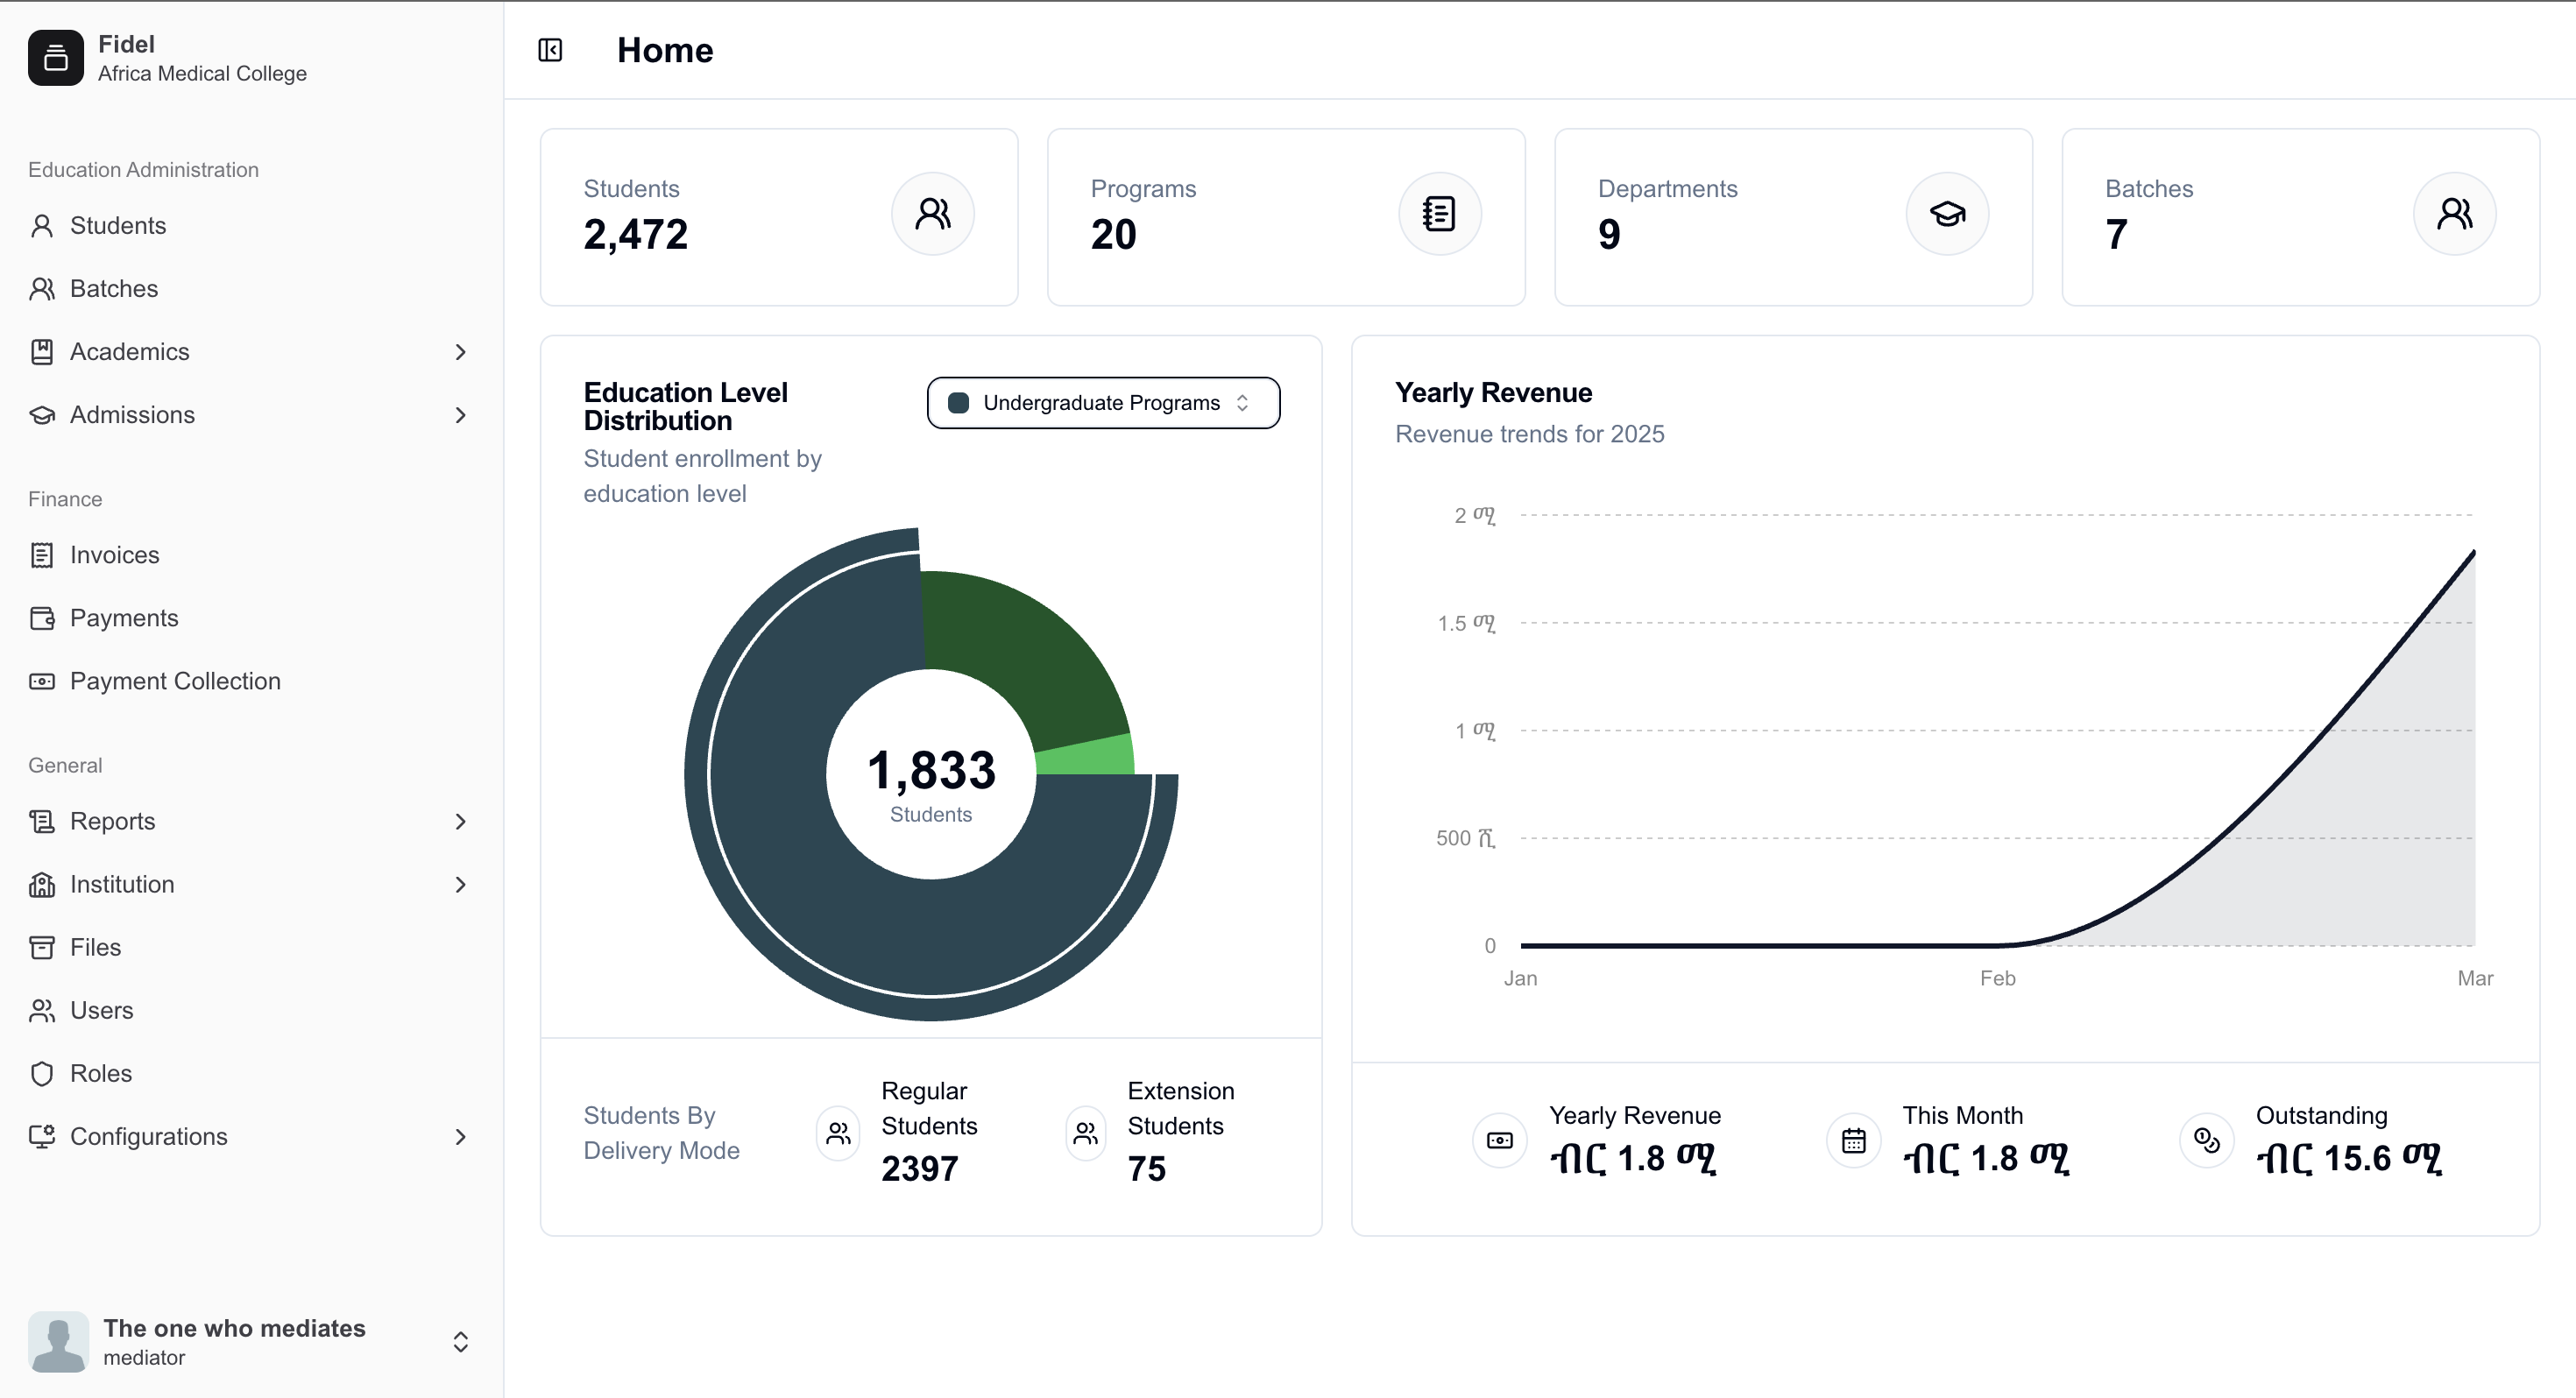 Fidel
Africa Medical College
Education Administration
Students
Batches
Academics
Admissions
Finance
Invoices
Payments
Payment Collection
General
Reports
Institution
Files
Users
Roles
Configurations
The one who mediates
mediator
Home
Students
2,472
Programs
20
Departments
9
Batches
7
Education Level
Distribution
Student enrollment by
education level
Undergraduate Programs
1,833
Students
Students By
Delivery Mode
Regular
Students
2397
Extension
Students
75
Yearly Revenue
Revenue trends for 2025
2 ሚ
1.5 ሚ
1 ሚ
500 ሺ
0
Jan
Feb
Mar
Yearly Revenue
ብር 1.8 ሚ
This Month
ብር 1.8 ሚ
Outstanding
ብር 15.6 ሚ